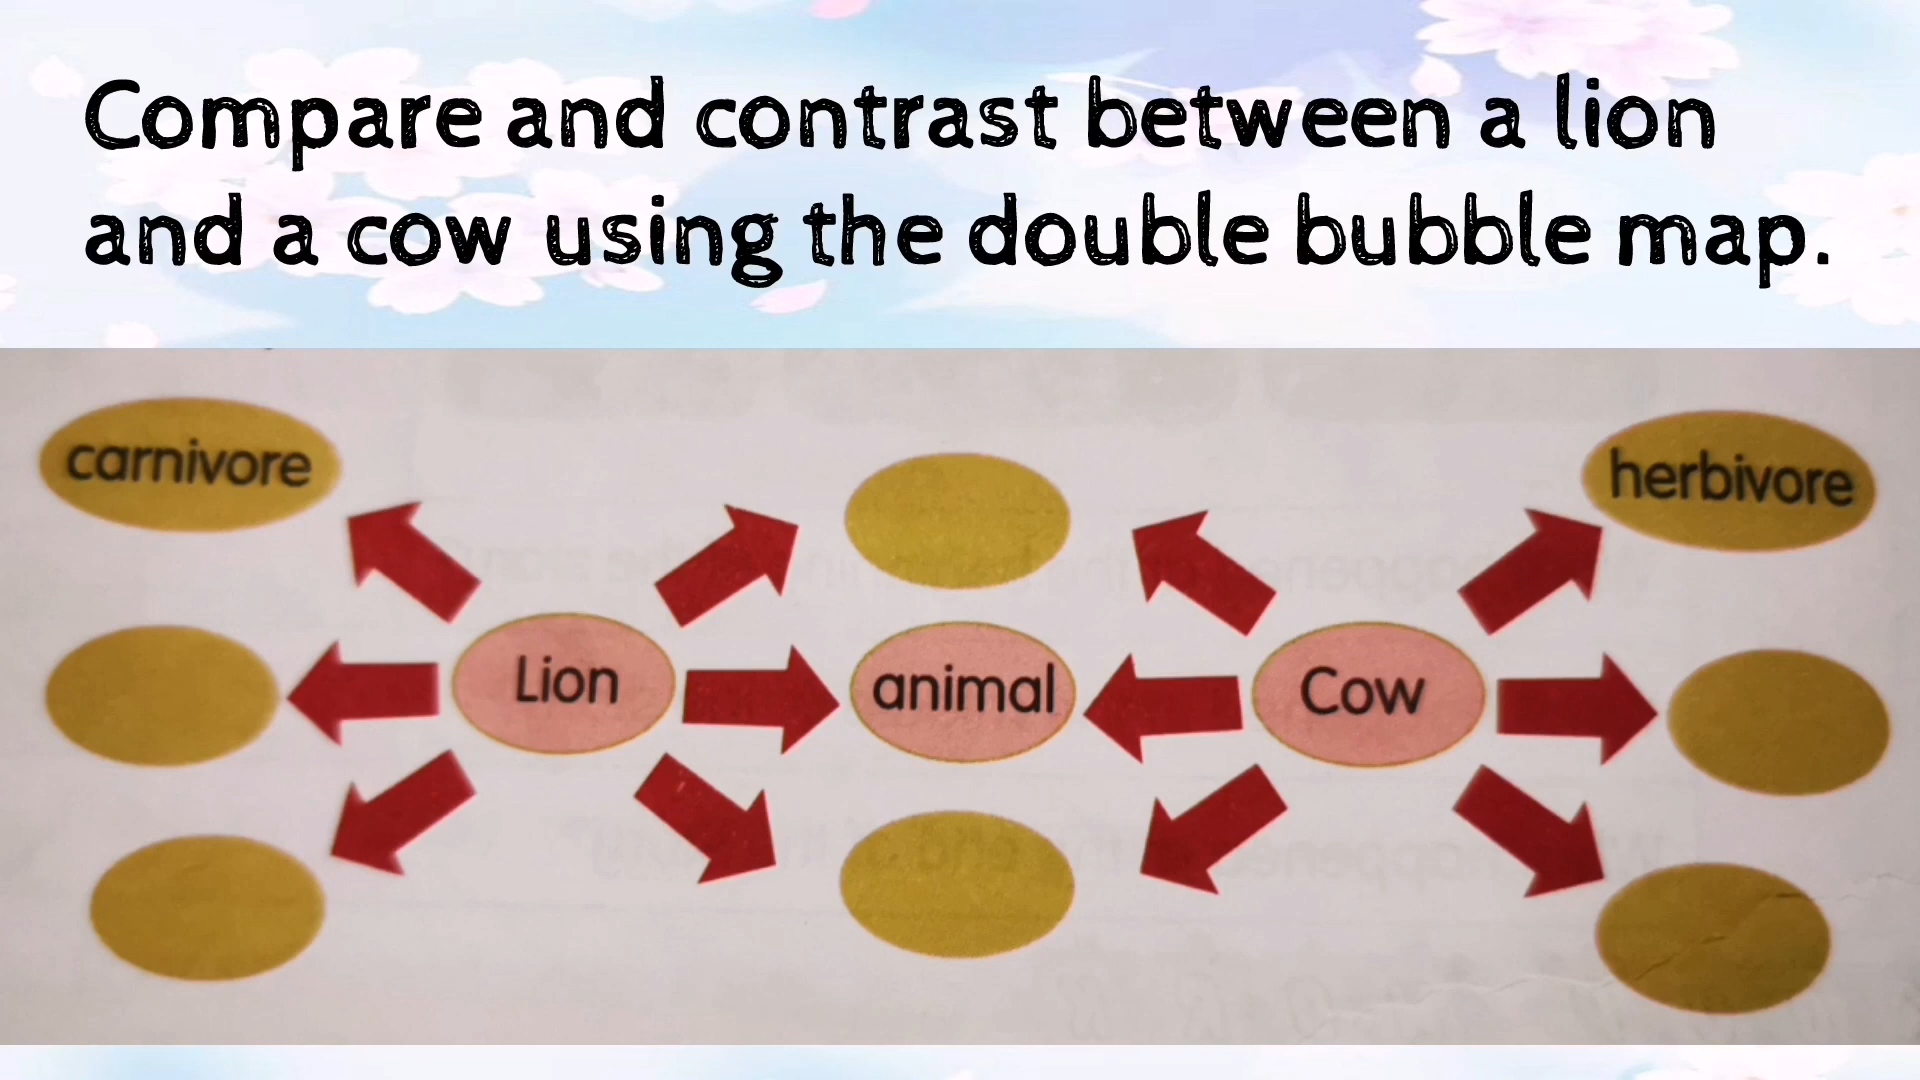 Compare and contrast between a lion
and a cow using the double bubble map.
carnivore
herbivore
Lion
animal
Cow